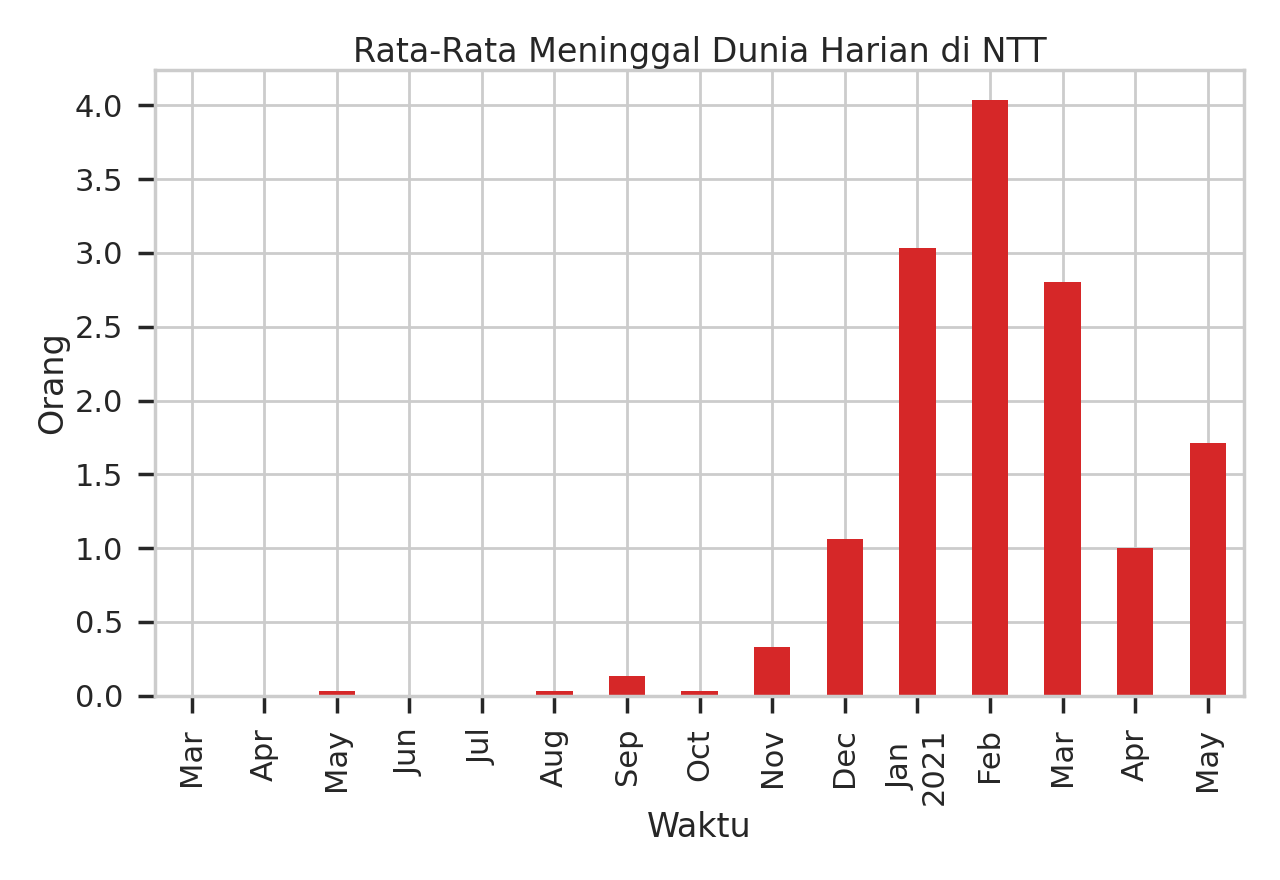 Rata-Rata Meninggal Dunia Harian di NTT
4.0
3.5
3.0
2.5
2.0
1.5
1.0
0.5
0.0
Orang
Mar
Apr
May
Jun
Jul
Aug
Sep
Oct
Nov
Dec
Jan
2021
Feb
Mar
Apr
May
Waktu